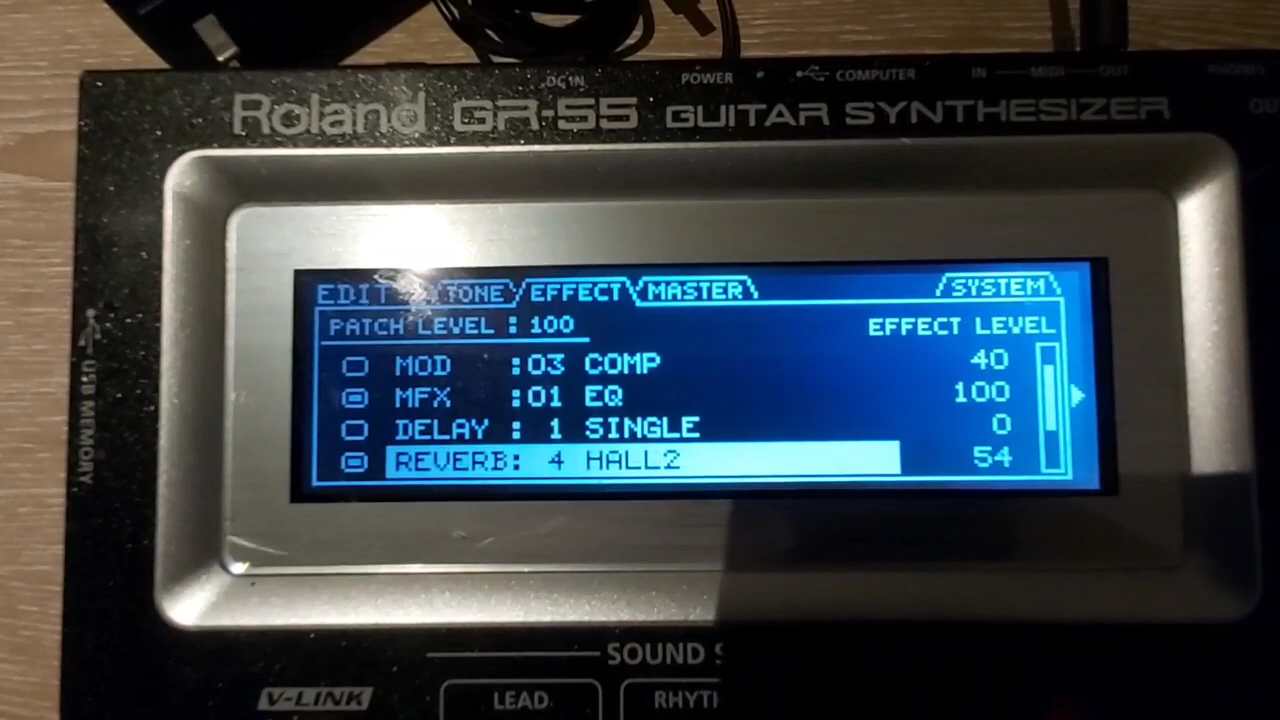 DC IN POWER COMPUTER IN MIDI OUT PHONES
Roland GR-55 GUITAR SYNTHESIZER
EDIT TONE EFFECT MASTER SYSTEM
PATCH LEVEL : 100 EFFECT LEVEL
MOD :03 COMP 40
MFX :01 EQ 100
DELAY : 1 SINGLE 0
REVERB: 4 HALL2 54
USB MEMORY
SOUND S
V-LINK LEAD RHYTH